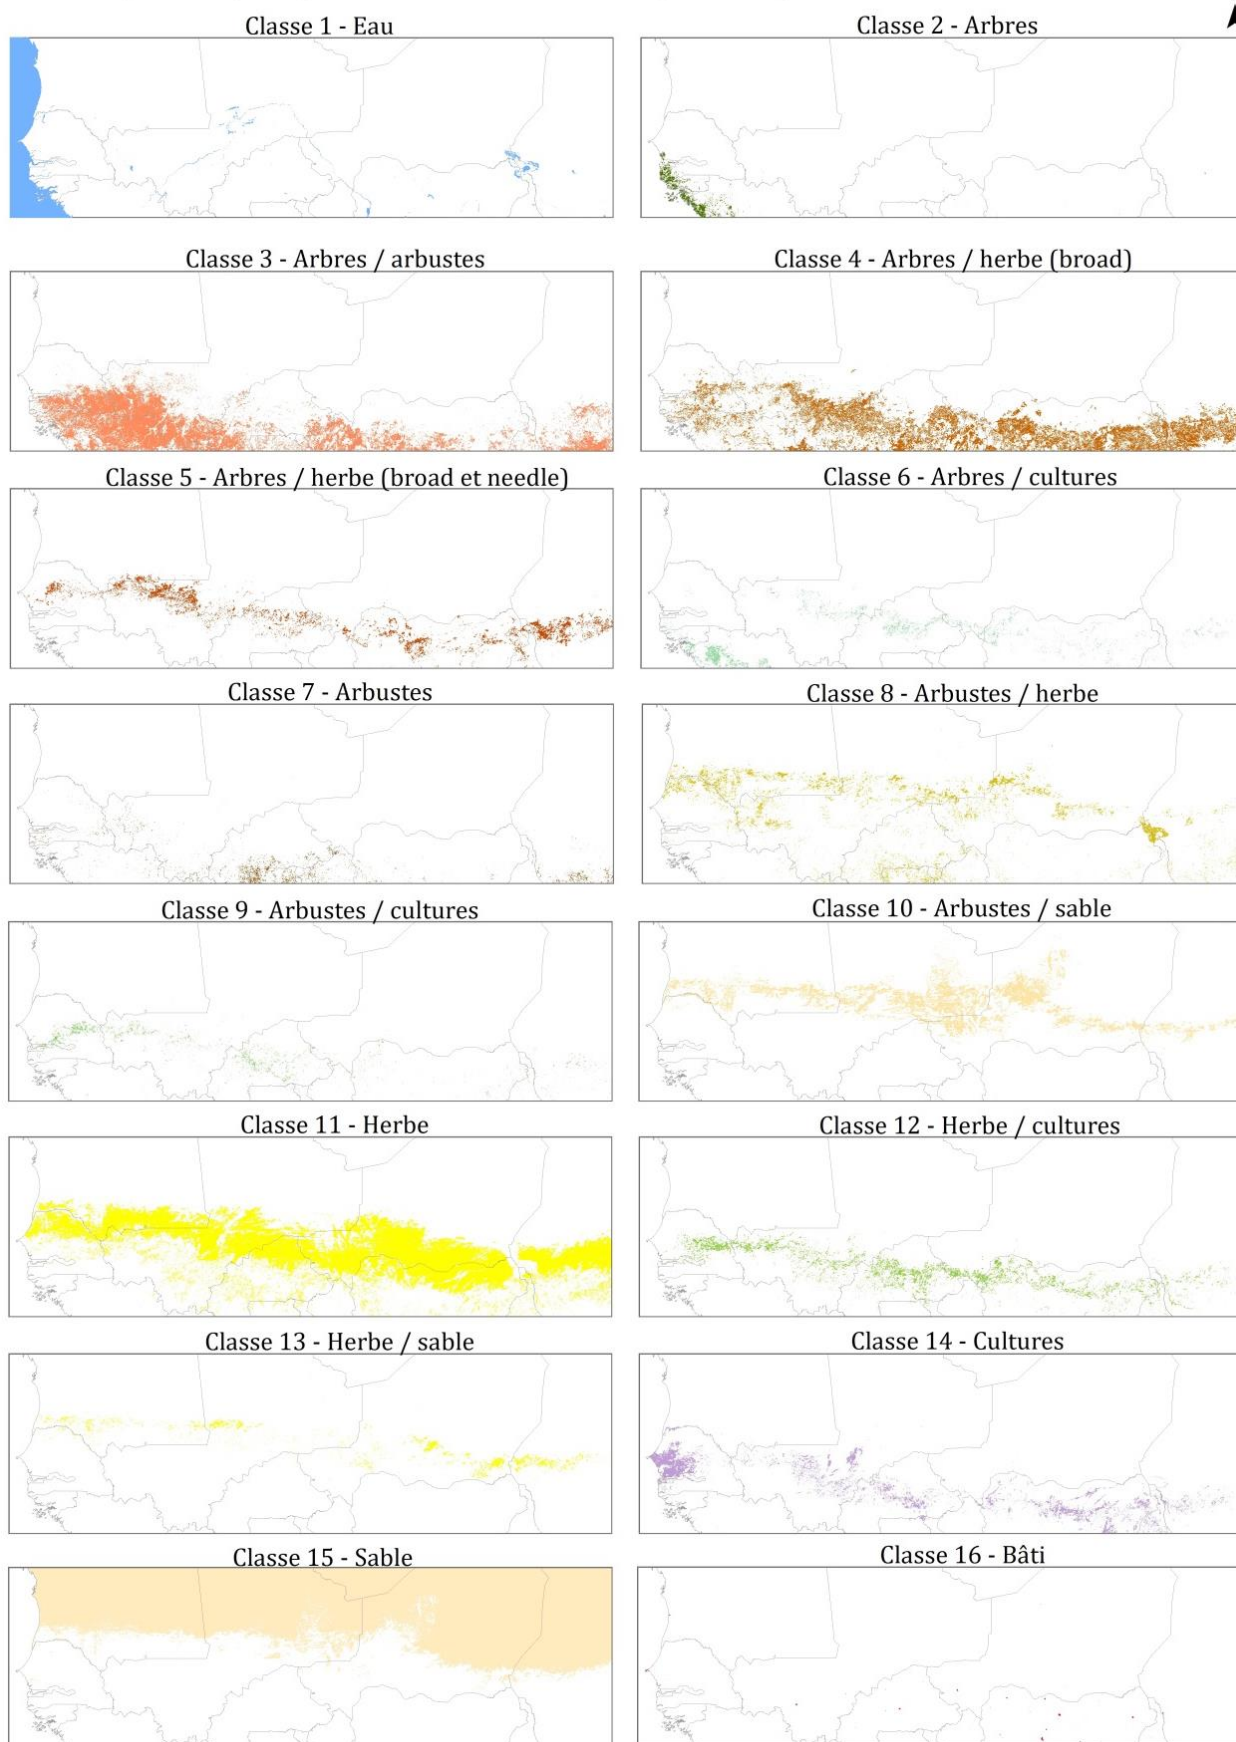 Classe 1 - Eau
Classe 2 - Arbres
Classe 3 - Arbres / arbustes
Classe 4 - Arbres / herbe (broad)
Classe 5 - Arbres / herbe (broad et needle)
Classe 6 - Arbres / cultures
Classe 7 - Arbustes
Classe 8 - Arbustes / herbe
Classe 9 - Arbustes / cultures
Classe 10 - Arbustes / sable
Classe 11 - Herbe
Classe 12 - Herbe / cultures
Classe 13 - Herbe / sable
Classe 14 - Cultures
Classe 15 - Sable
Classe 16 - Bâti